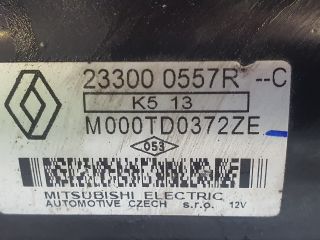 23300 0557R --C
K5 13
M000TD0372ZE
053
MITSUBISHI ELECTRIC
AUTOMOTIVE CZECH s.r.o. 12V